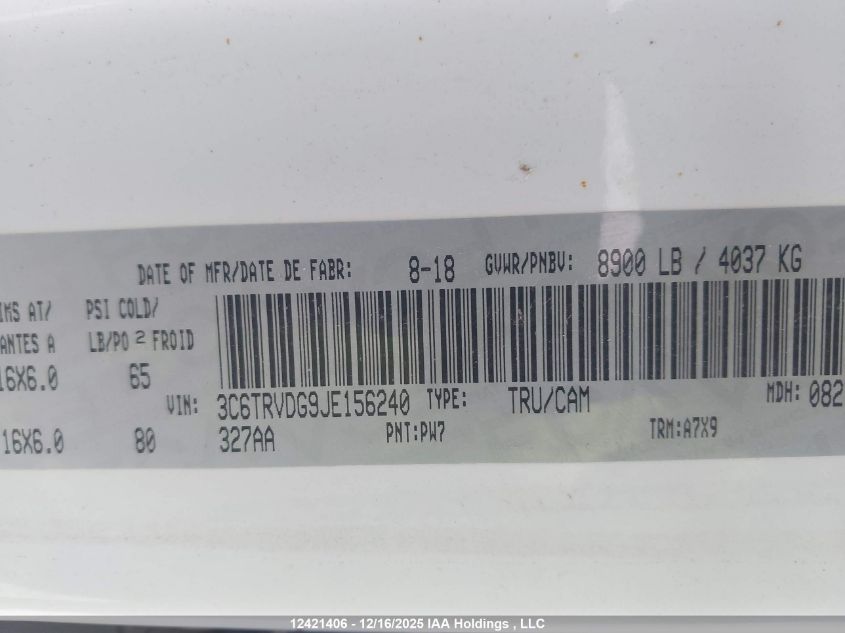 DATE OF MFR/DATE DE FABR: 8-18 GVWR/PNBV: 8900 LB / 4037 KG
IMS AT/ PSI COLD/
ANTES A LB/PO 2 FROID
16X6.0 65
VIN: 3C6TRVDG9JE156240 TYPE: TRU/CAM MDH: 082
16X6.0 80 327AA PNT:PW7 TRM:A7X9
12421406 - 12/16/2025 IAA Holdings , LLC